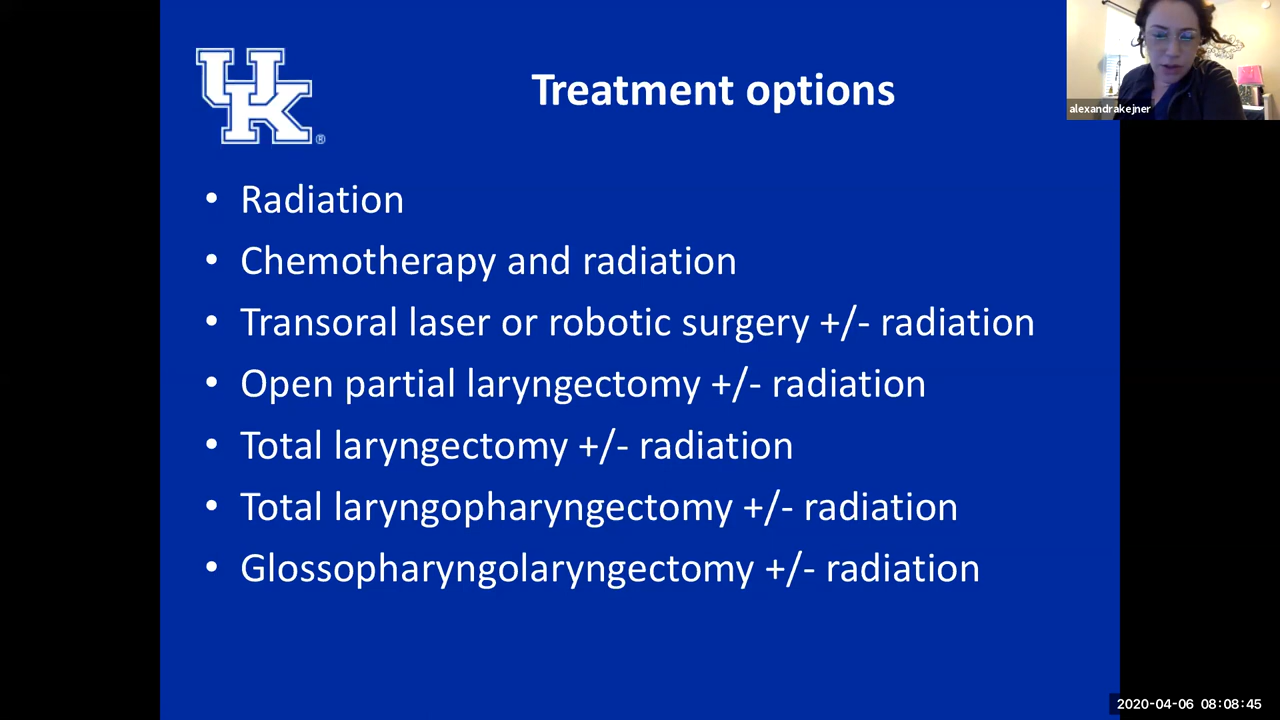 UK®
Treatment options
alexandrakejner
• Radiation
• Chemotherapy and radiation
• Transoral laser or robotic surgery +/- radiation
• Open partial laryngectomy +/- radiation
• Total laryngectomy +/- radiation
• Total laryngopharyngectomy +/- radiation
• Glossopharyngolaryngectomy +/- radiation
2020-04-06 08:08:45